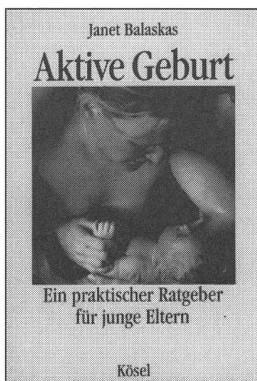 Janet Balaskas
Aktive Geburt
Ein praktischer Ratgeber
für junge Eltern
Kösel